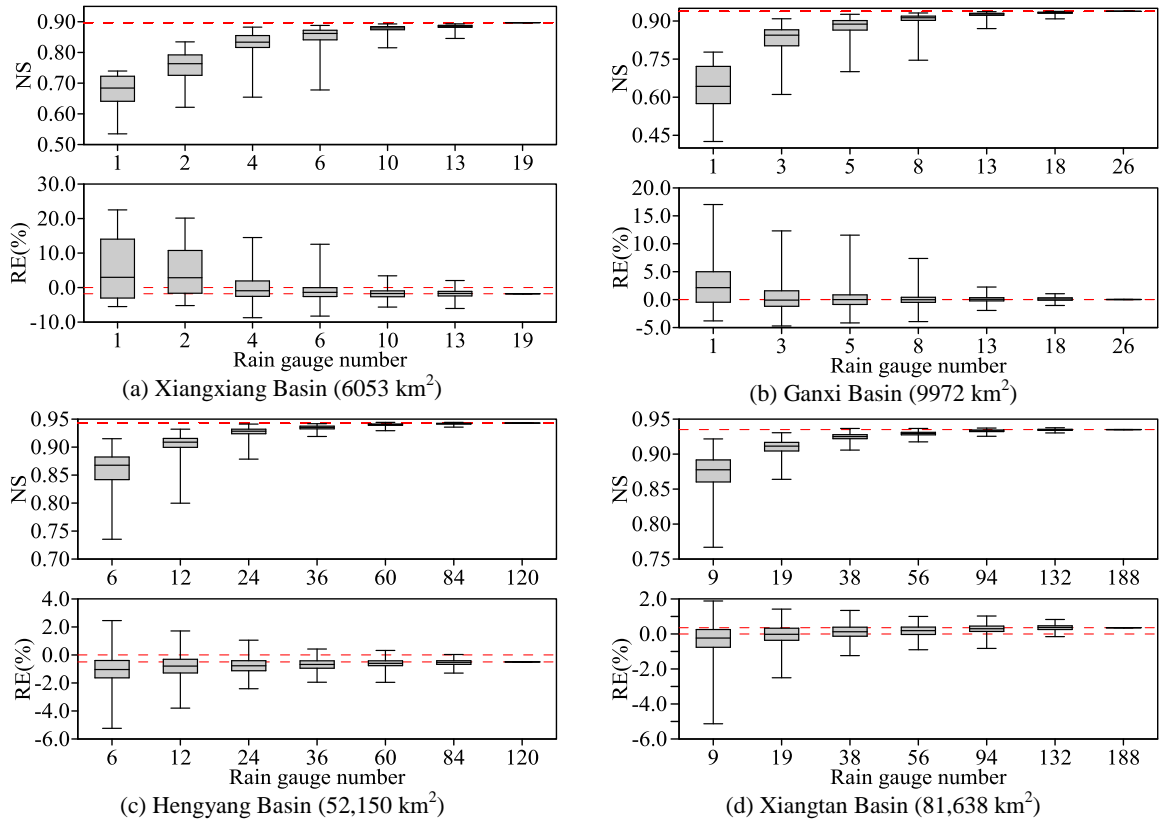 0.90
0.80
0.70
0.60
0.50
NS
1 2 4 6 10 13 19
30.0
20.0
10.0
0.0
-10.0
RE(%)
1 2 4 6 10 13 19
Rain gauge number
(a) Xiangxiang Basin (6053 km²)
0.90
0.75
0.60
0.45
NS
1 3 5 8 13 18 26
20.0
15.0
10.0
5.0
0.0
-5.0
RE(%)
1 3 5 8 13 18 26
Rain gauge number
(b) Ganxi Basin (9972 km²)
0.95
0.90
0.85
0.80
0.75
0.70
NS
6 12 24 36 60 84 120
4.0
2.0
0.0
-2.0
-4.0
-6.0
RE(%)
6 12 24 36 60 84 120
Rain gauge number
(c) Hengyang Basin (52,150 km²)
0.95
0.90
0.85
0.80
0.75
NS
9 19 38 56 94 132 188
2.0
0.0
-2.0
-4.0
-6.0
RE(%)
9 19 38 56 94 132 188
Rain gauge number
(d) Xiangtan Basin (81,638 km²)